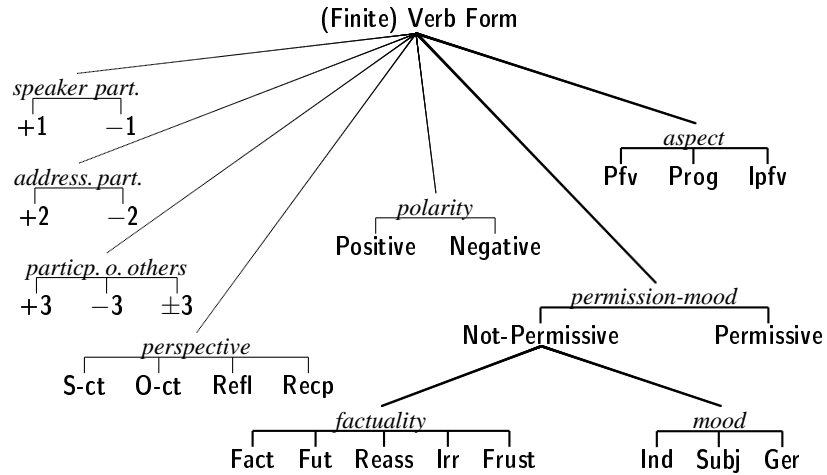 (Finite) Verb Form
speaker part.
+1 −1
aspect
Pfv Prog Ipfv
address. part.
+2 −2
polarity
Positive Negative
particp. o. others
+3 −3 ±3
permission-mood
Not-Permissive Permissive
perspective
S-ct O-ct Refl Recp
factuality
Fact Fut Reass Irr Frust
mood
Ind Subj Ger